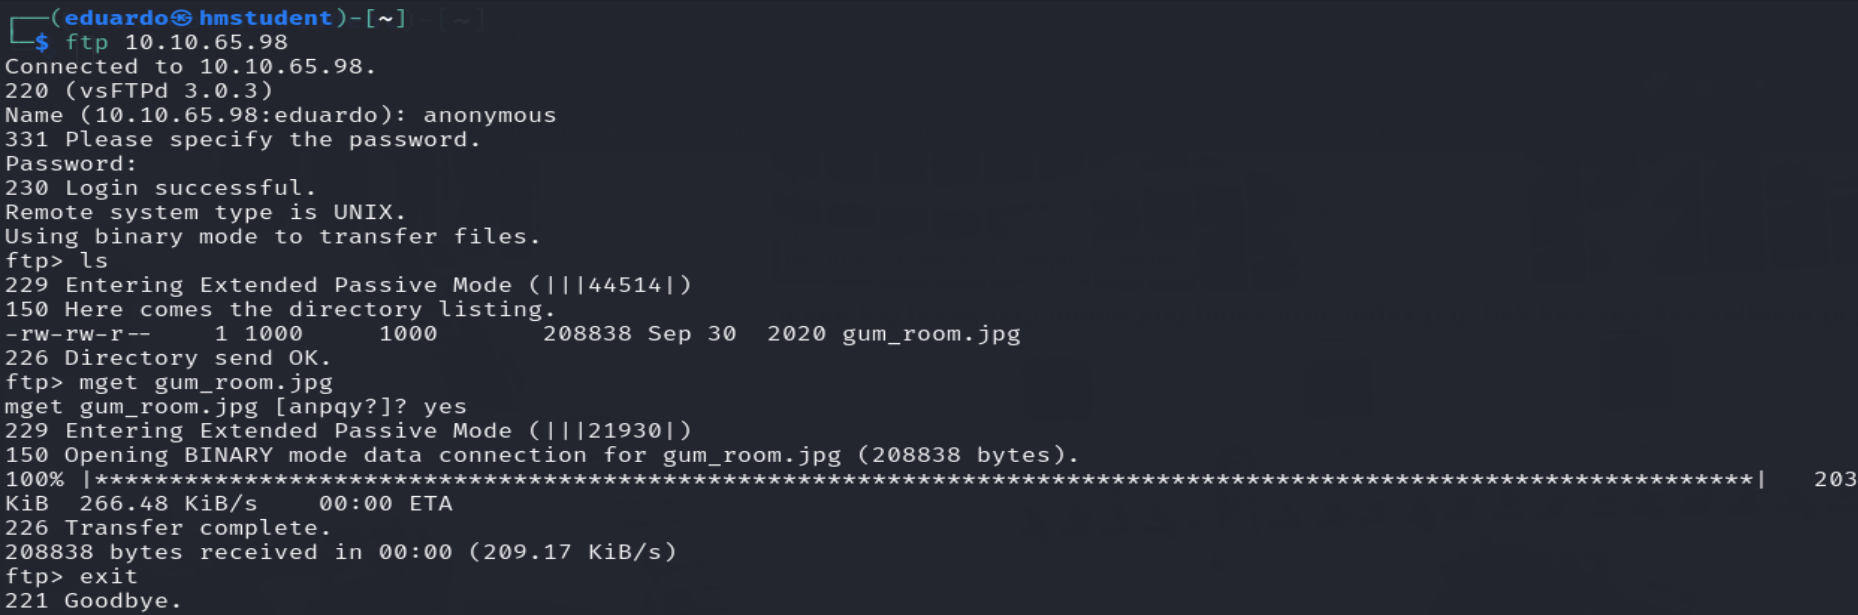 ┌──(eduardo㉿hmstudent)-[~]
└─$ ftp 10.10.65.98
Connected to 10.10.65.98.
220 (vsFTPd 3.0.3)
Name (10.10.65.98:eduardo): anonymous
331 Please specify the password.
Password:
230 Login successful.
Remote system type is UNIX.
Using binary mode to transfer files.
ftp> ls
229 Entering Extended Passive Mode (|||44514|)
150 Here comes the directory listing.
-rw-rw-r--    1 1000     1000       208838 Sep 30  2020 gum_room.jpg
226 Directory send OK.
ftp> mget gum_room.jpg
mget gum_room.jpg [anpqy?]? yes
229 Entering Extended Passive Mode (|||21930|)
150 Opening BINARY mode data connection for gum_room.jpg (208838 bytes).
100% |***************************************************************************************************************|   203
KiB  266.48 KiB/s    00:00 ETA
226 Transfer complete.
208838 bytes received in 00:00 (209.17 KiB/s)
ftp> exit
221 Goodbye.